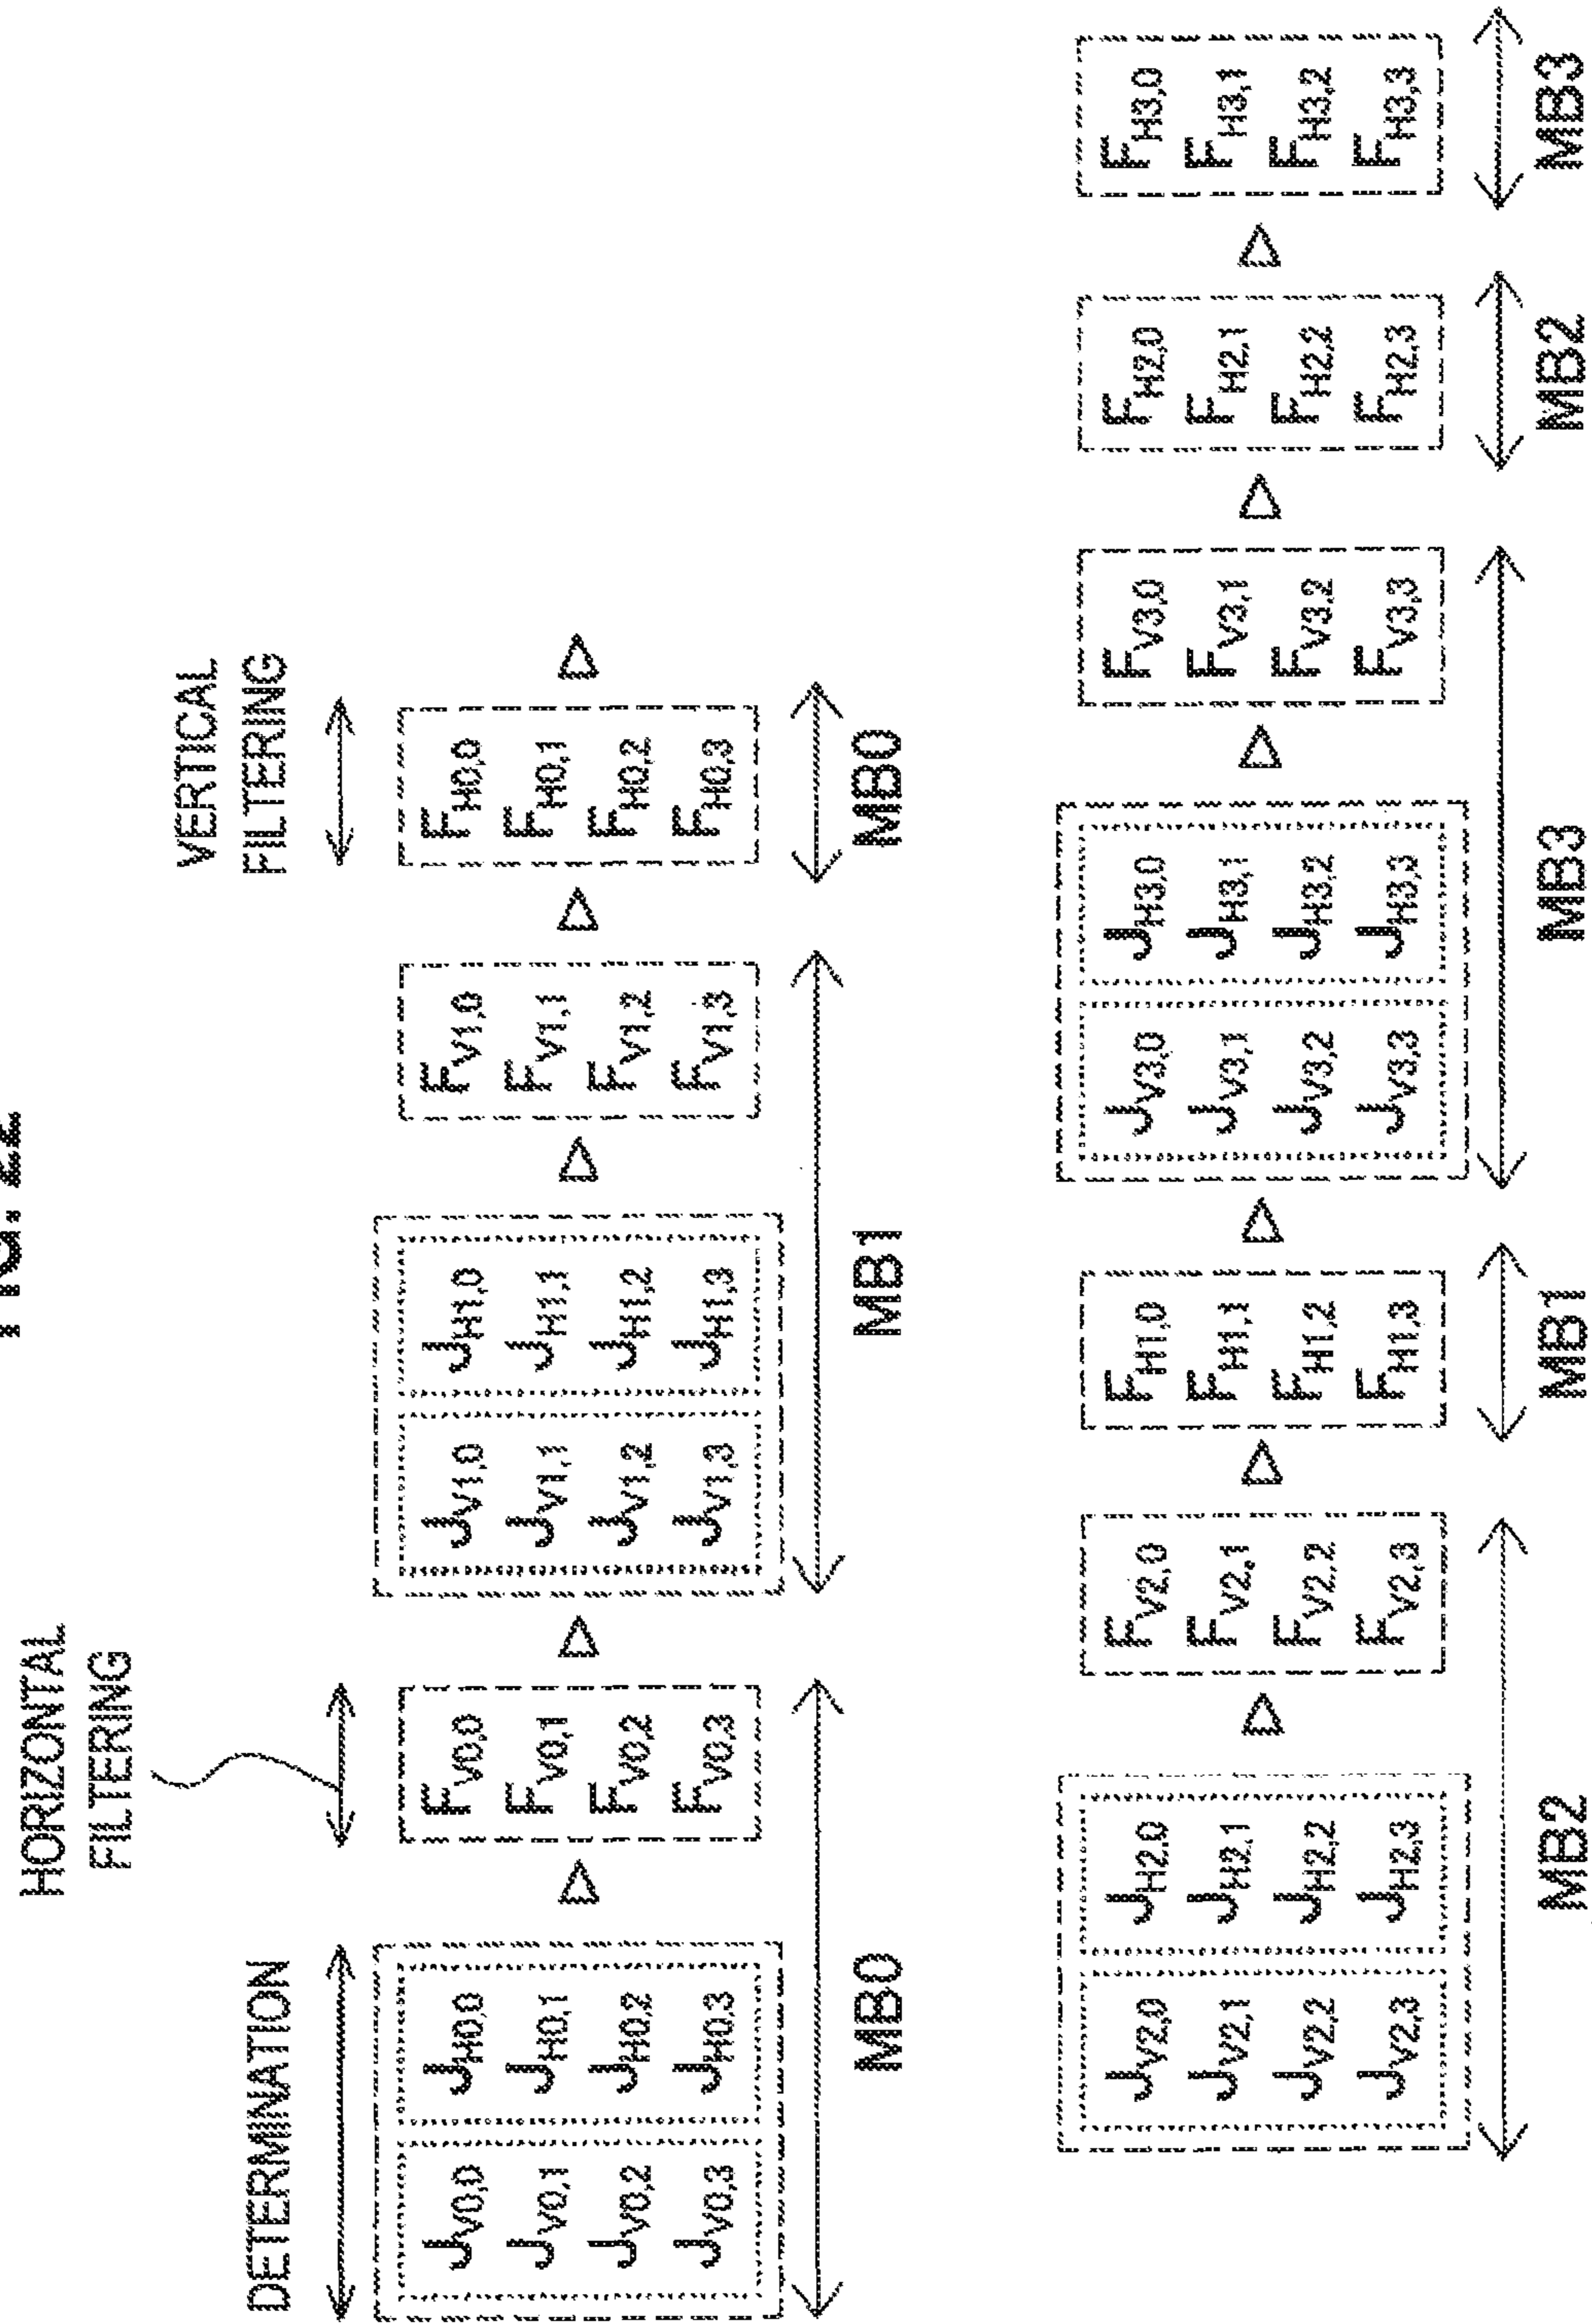 FIG. 22
HORIZONTAL
FILTERING
VERTICAL
FILTERING
DETERMINATION
JV0,0 JH0,0 FV0,0 JV1,0 JH1,0 FV1,0 FH0,0
JV0,1 JH0,1 FV0,1 JV1,1 JH1,1 FV1,1 FH0,1
JV0,2 JH0,2 FV0,2 JV1,2 JH1,2 FV1,2 FH0,2
JV0,3 JH0,3 FV0,3 JV1,3 JH1,3 FV1,3 FH0,3
MB0 MB1 MB0
JV2,0 JH2,0 FV2,0 FH1,0 JV3,0 JH3,0 FV3,0 FH2,0 FH3,0
JV2,1 JH2,1 FV2,1 FH1,1 JV3,1 JH3,1 FV3,1 FH2,1 FH3,1
JV2,2 JH2,2 FV2,2 FH1,2 JV3,2 JH3,2 FV3,2 FH2,2 FH3,2
JV2,3 JH2,3 FV2,3 FH1,3 JV3,3 JH3,3 FV3,3 FH2,3 FH3,3
MB2 MB1 MB3 MB2 MB3